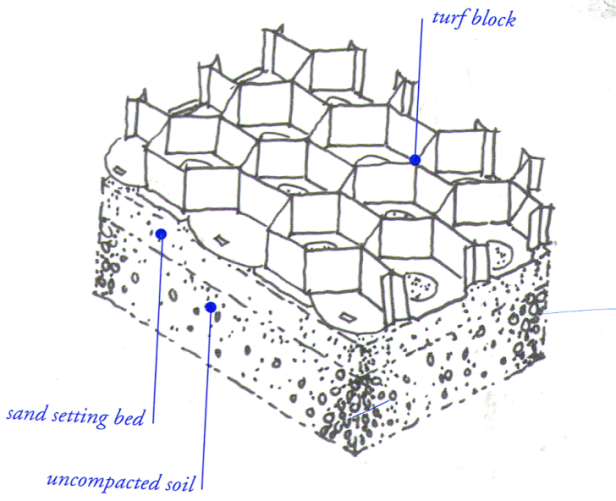 turf block
sand setting bed
uncompacted soil